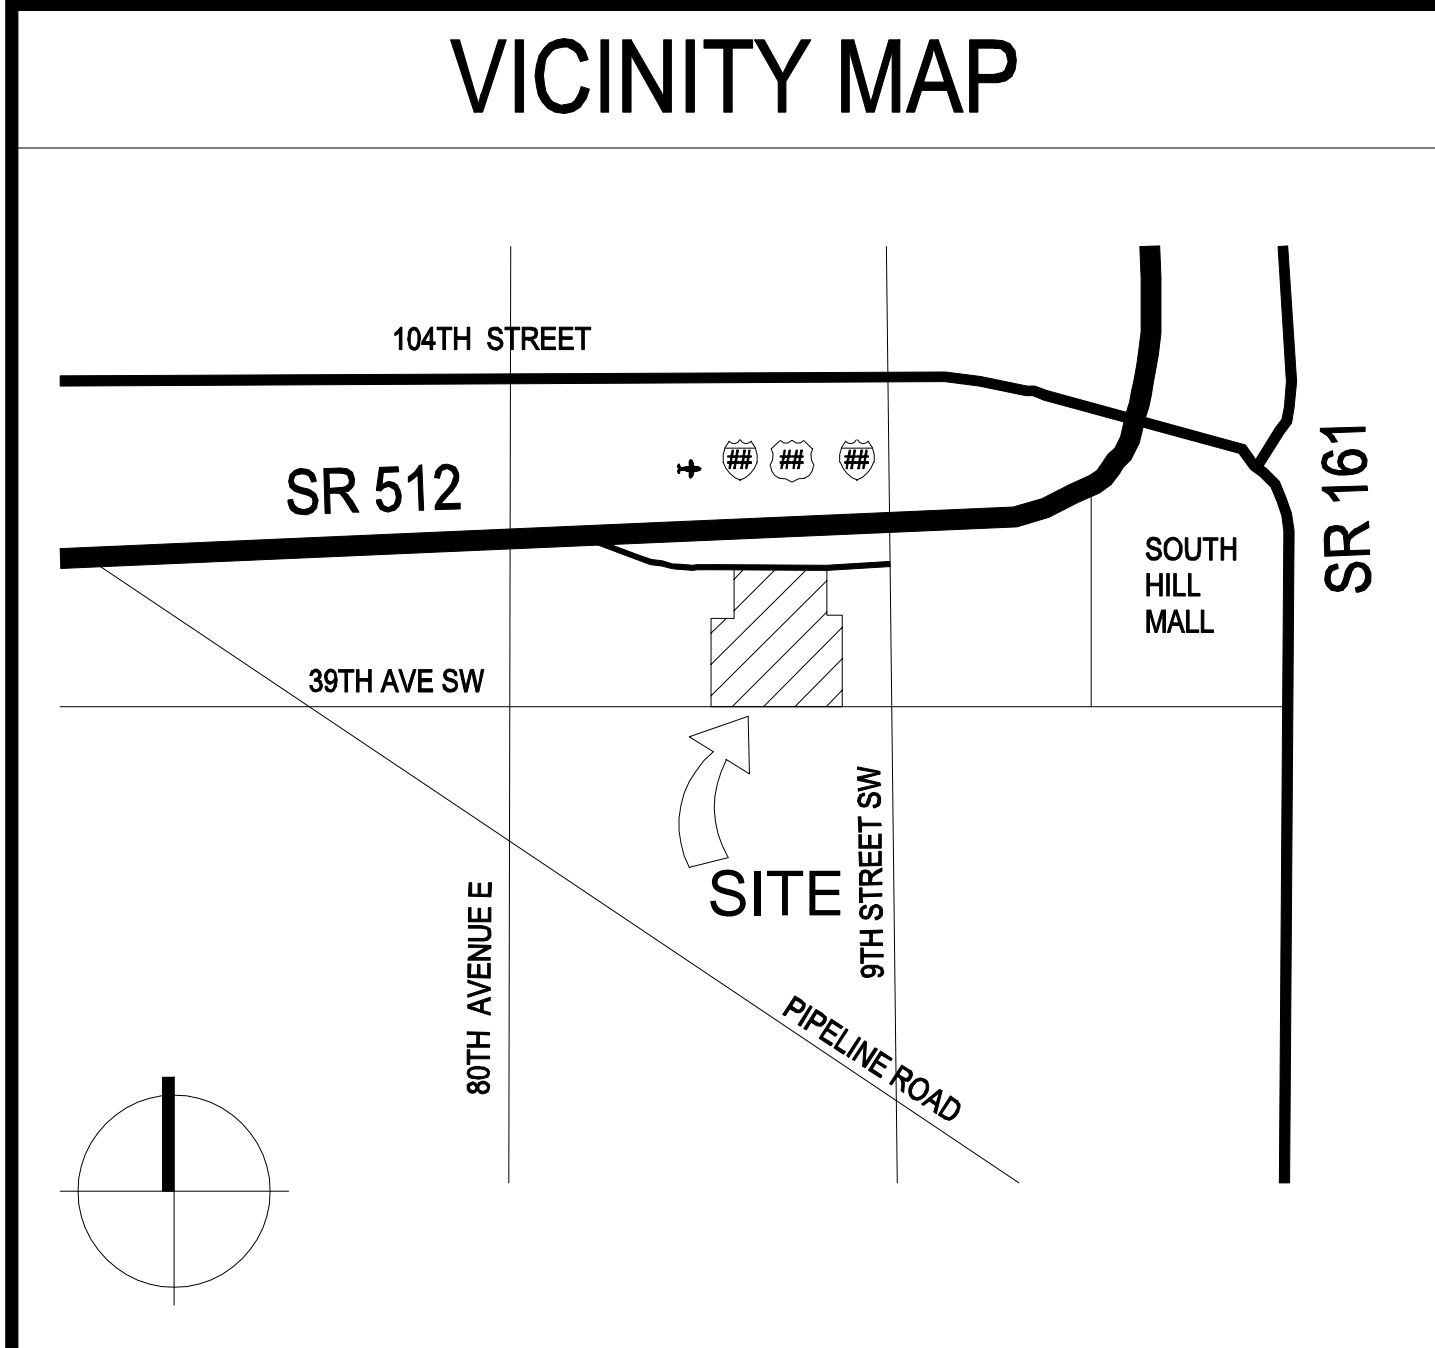 VICINITY MAP
104TH STREET
SR 512
##
##
##
SR 161
SOUTH
HILL
MALL
39TH AVE SW
9TH STREET SW
SITE
80TH AVENUE E
PIPELINE ROAD